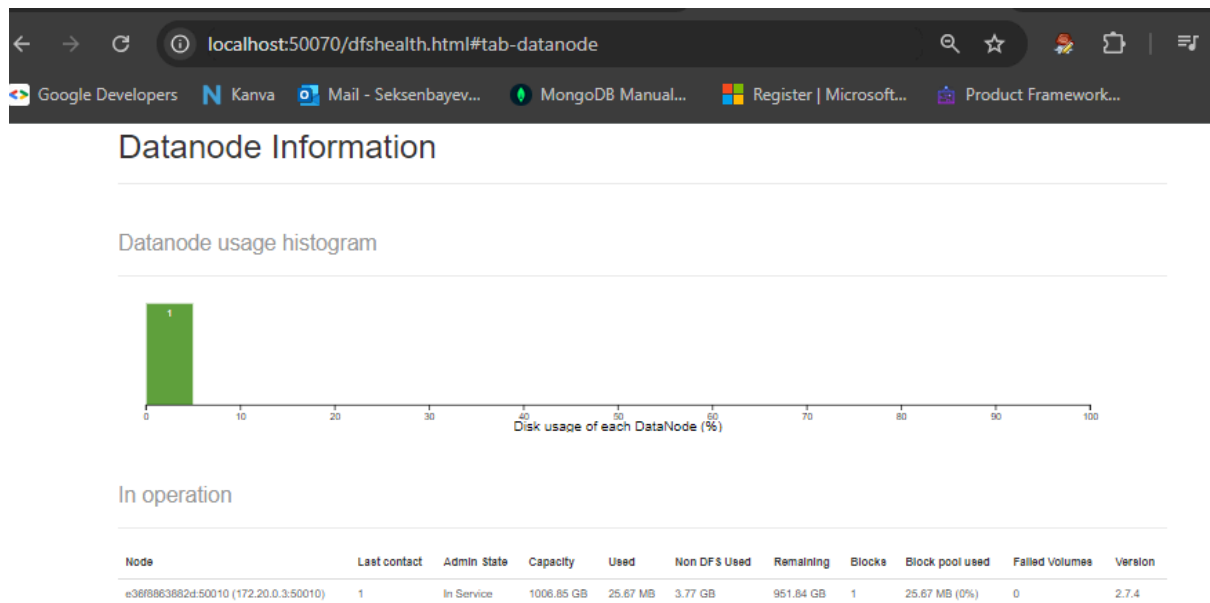 localhost:50070/dfshealth.html#tab-datanode
Google Developers Kanva Mail - Seksenbayev... MongoDB Manual... Register | Microsoft... Product Framework...
Datanode Information
Datanode usage histogram
1
0 10 20 30 40 50 60 70 80 90 100
Disk usage of each DataNode (%)
In operation
Node Last contact Admin State Capacity Used Non DFS Used Remaining Blocks Block pool used Failed Volumes Version
e36f8863882d:50010 (172.20.0.3:50010) 1 In Service 1006.85 GB 25.67 MB 3.77 GB 951.84 GB 1 25.67 MB (0%) 0 2.7.4